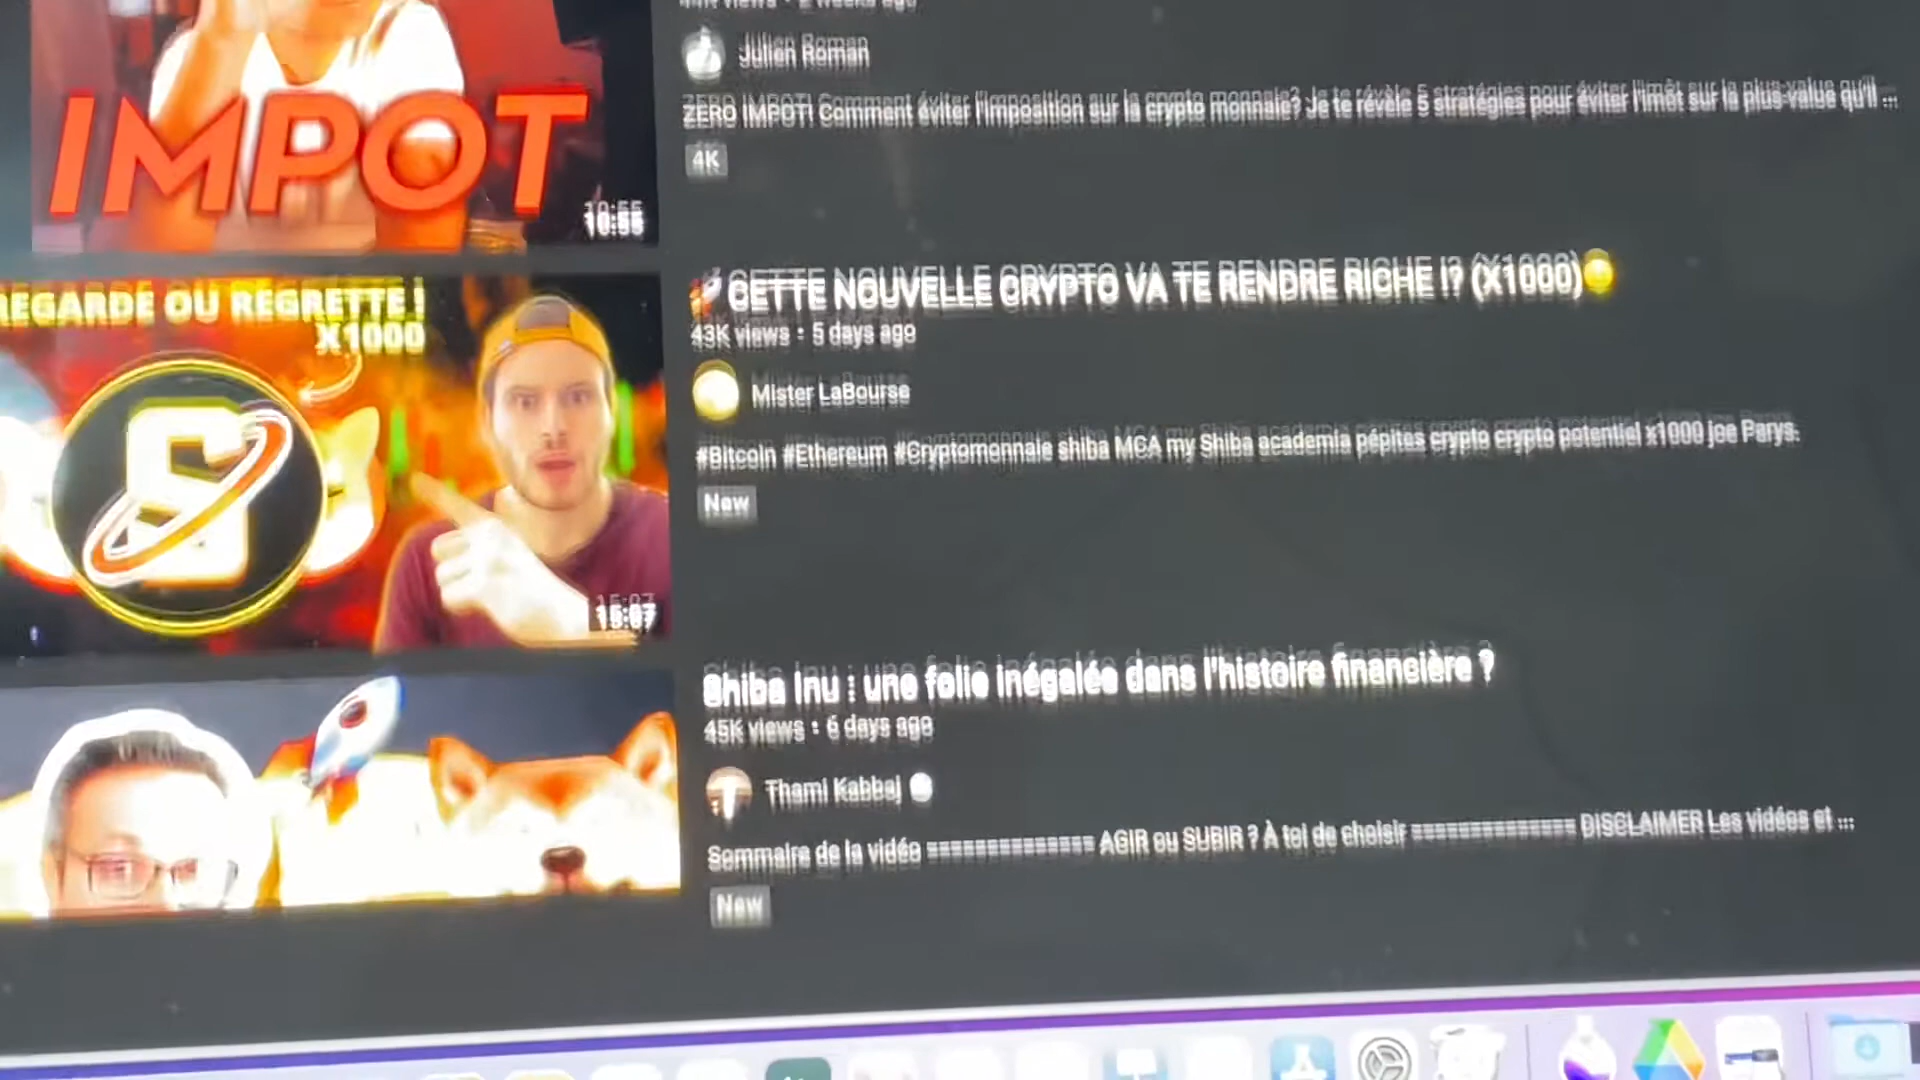 Julien Roman
ZERO IMPOT! Comment éviter l'imposition sur la crypto monnaie? Je te révèle 5 stratégies pour éviter l'imêt sur la plus-value qu'il ...
4K
IMPOT
10:55
CETTE NOUVELLE CRYPTO VA TE RENDRE RICHE !? (X1000)
43K views • 5 days ago
REGARDE OU REGRETTE !
X1000
Mister LaBourse
#Bitcoin #Ethereum #Cryptomonnaie shiba MCA my Shiba academia pépites crypto crypto potentiel x1000 joe Parys.
New
15:07
Shiba Inu : une folie inégalée dans l'histoire financière ?
45K views • 6 days ago
Thami Kabbaj
Sommaire de la vidéo ============== AGIR ou SUBIR ? À toi de choisir ============== DISCLAIMER Les vidéos et ...
New